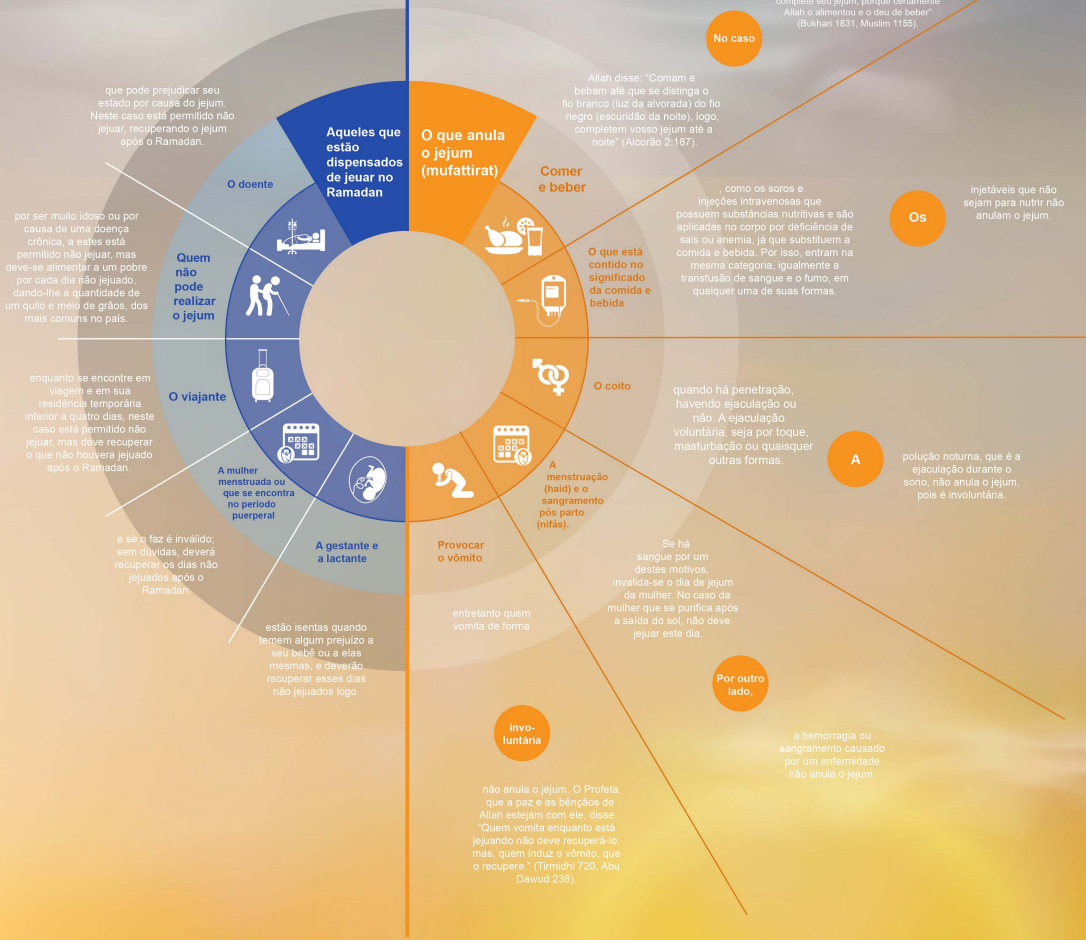 complete seu jejum, porque certamente
Allah o alimentou e o deu de beber”
(Bukhari 1831, Muslim 1155).
No caso
Aqueles que
estão
dispensados
de jeuar no
Ramadan
O doente
que pode prejudicar seu
estado por causa do jejum.
Neste caso está permitido não
jejuar, recuperando o jejum
após o Ramadan.
Quem
não
pode
realizar
o jejum
por ser muito idoso ou por
causa de uma doença
crônica, a estes está
permitido não jejuar, mas
deve-se alimentar a um pobre
por cada dia não jejuado,
dando-lhe a quantidade de
um quilo e meio de grãos, dos
mais comuns no país.
O viajante
enquanto se encontre em
viagem e em sua
residência temporária
inferior a quatro dias, neste
caso está permitido não
jejuar, mas deve recuperar
o que não houvera jejuado
após o Ramadan.
A mulher
menstruada ou
que se encontra
no período
puerperal
e se o faz é inválido;
sem dúvidas, deverá
recuperar os dias não
jejuados após o
Ramadan.
A gestante e
a lactante
estão isentas quando
temem algum prejuízo a
seu bebê ou a elas
mesmas, e deverão
recuperar esses dias
não jejuados logo.
O que anula
o jejum
(mufattirat)
Comer
e beber
Allah disse: “Comam e
bebam até que se distinga o
fio branco (luz da alvorada) do fio
negro (escuridão da noite), logo,
completem vosso jejum até a
noite” (Alcorão 2:187).
O que está
contido no
significado
da comida e
bebida
, como os soros e
injeções intravenosas que
possuem substâncias nutritivas e são
aplicadas no corpo por deficiência de
sais ou anemia, já que substituem a
comida e bebida. Por isso, entram na
mesma categoria, igualmente a
transfusão de sangue e o fumo, em
qualquer uma de suas formas.
Os
injetáveis que não
sejam para nutrir não
anulam o jejum.
O coito
quando há penetração,
havendo ejaculação ou
não. A ejaculação
voluntária, seja por toque,
masturbação ou quaisquer
outras formas.
A
polução noturna, que é a
ejaculação durante o
sono, não anula o jejum,
pois é involuntária.
A
menstruação
(haid) e o
sangramento
pós parto
(nifás).
Se há
sangue por um
destes motivos,
invalida-se o dia de jejum
da mulher. No caso da
mulher que se purifica após
a saída do sol, não deve
jejuar este dia.
Por outro
lado,
a hemorragia ou
sangramento causado
por um enfermidade
não anula o jejum.
Provocar
o vômito
entretanto quem
vomita de forma
invo-
luntária
não anula o jejum. O Profeta,
que a paz e as bênçãos de
Allah estejam com ele, disse:
“Quem vomita enquanto está
jejuando não deve recuperá-lo;
mas, quem induz o vômito, que
o recupere.” (Tirmidhi 720, Abu
Dawud 238).